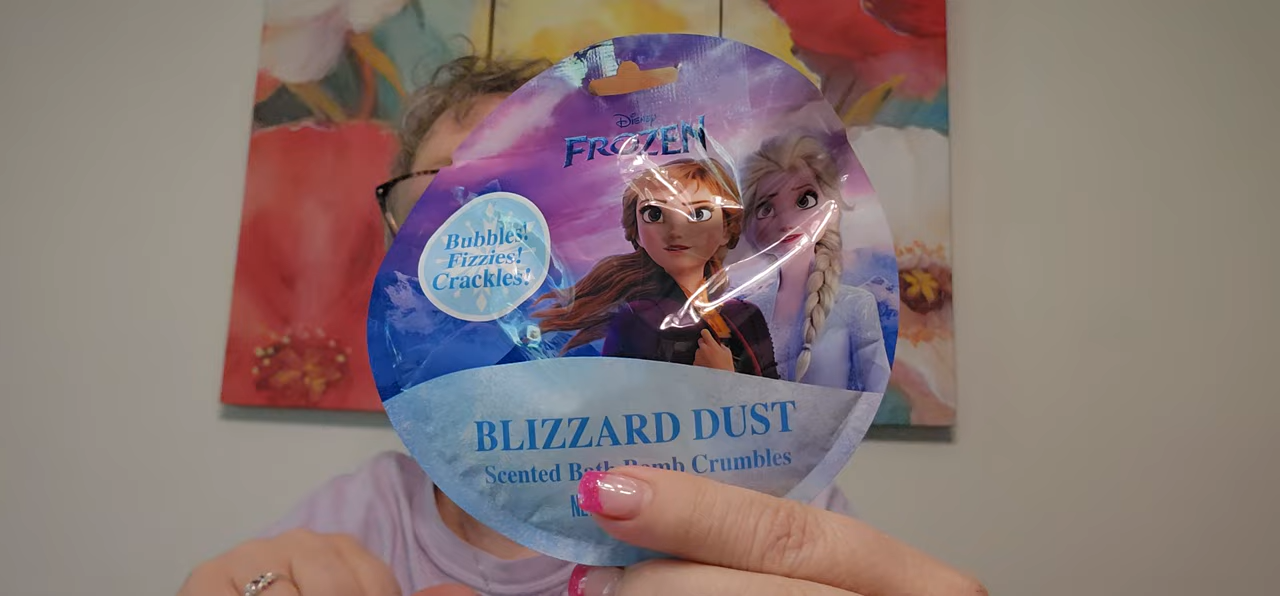 Disney
FROZEN
Bubbles!
Fizzies!
Crackles!
BLIZZARD DUST
Scented Bath Bomb Crumbles